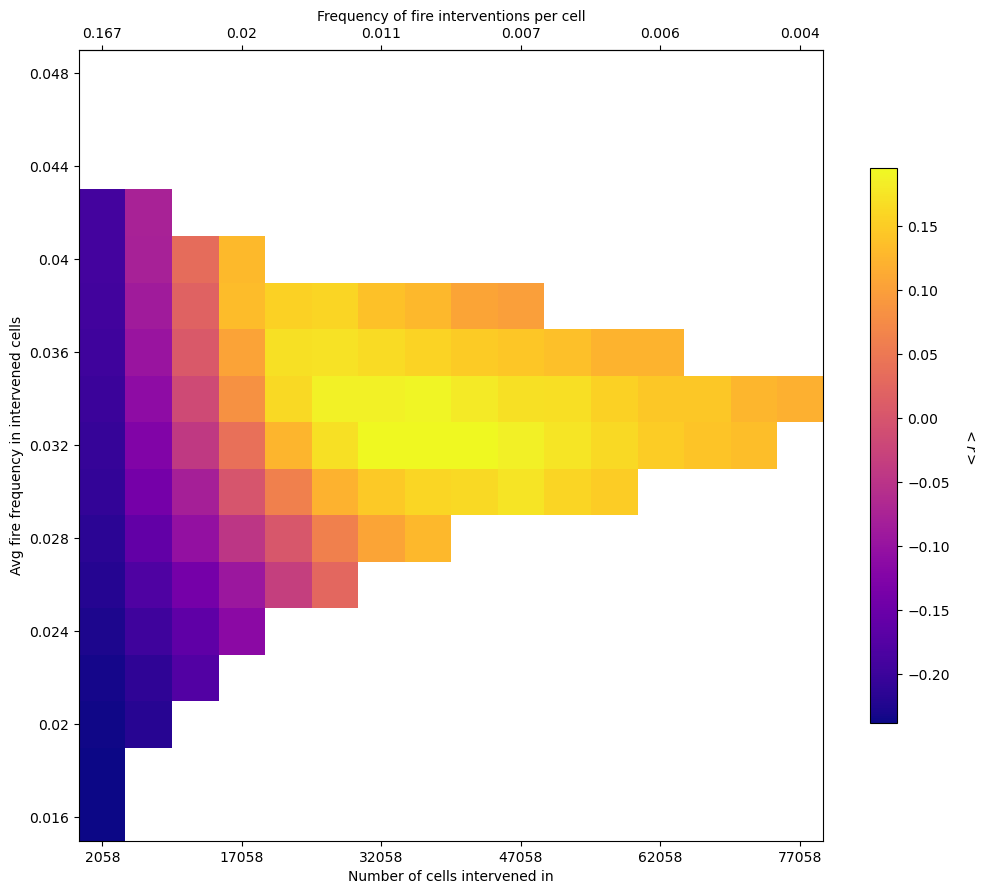 Frequency of fire interventions per cell
0.167 0.02 0.011 0.007 0.006 0.004
0.048
0.044
0.04
0.036
0.032
0.028
0.024
0.02
0.016
Avg fire frequency in intervened cells
2058 17058 32058 47058 62058 77058
Number of cells intervened in
0.15
0.10
0.05
0.00
−0.05
−0.10
−0.15
−0.20
< r >